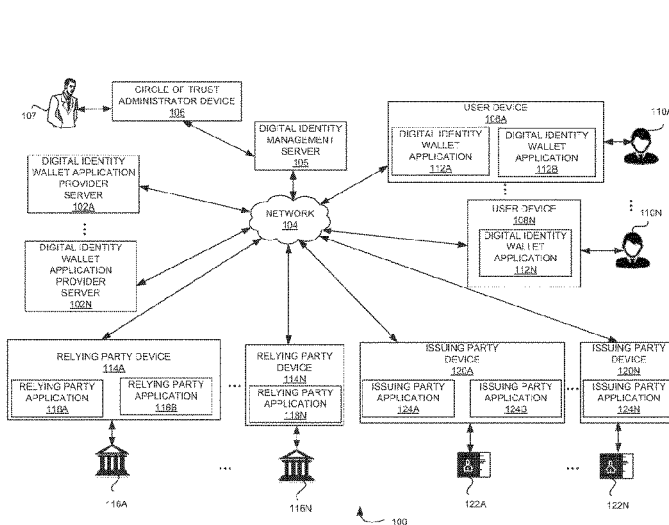 CIRCLE OF TRUST
ADMINISTRATOR DEVICE
106
107
DIGITAL IDENTITY
MANAGEMENT
SERVER
105
USER DEVICE
108A
DIGITAL IDENTITY
WALLET
APPLICATION
112A
DIGITAL IDENTITY
WALLET
APPLICATION
112B
110A
DIGITAL IDENTITY
WALLET APPLICATION
PROVIDER
SERVER
102A
NETWORK
104
USER DEVICE
108N
DIGITAL IDENTITY
WALLET
APPLICATION
112N
110N
DIGITAL IDENTITY
WALLET
APPLICATION
PROVIDER
SERVER
102N
RELYING PARTY DEVICE
114A
RELYING PARTY
APPLICATION
118A
RELYING PARTY
APPLICATION
118B
RELYING PARTY
DEVICE
114N
RELYING PARTY
APPLICATION
118N
ISSUING PARTY
DEVICE
120A
ISSUING PARTY
APPLICATION
124A
ISSUING PARTY
APPLICATION
124B
ISSUING PARTY
DEVICE
120N
ISSUING PARTY
APPLICATION
124N
116A
116N
122A
122N
100